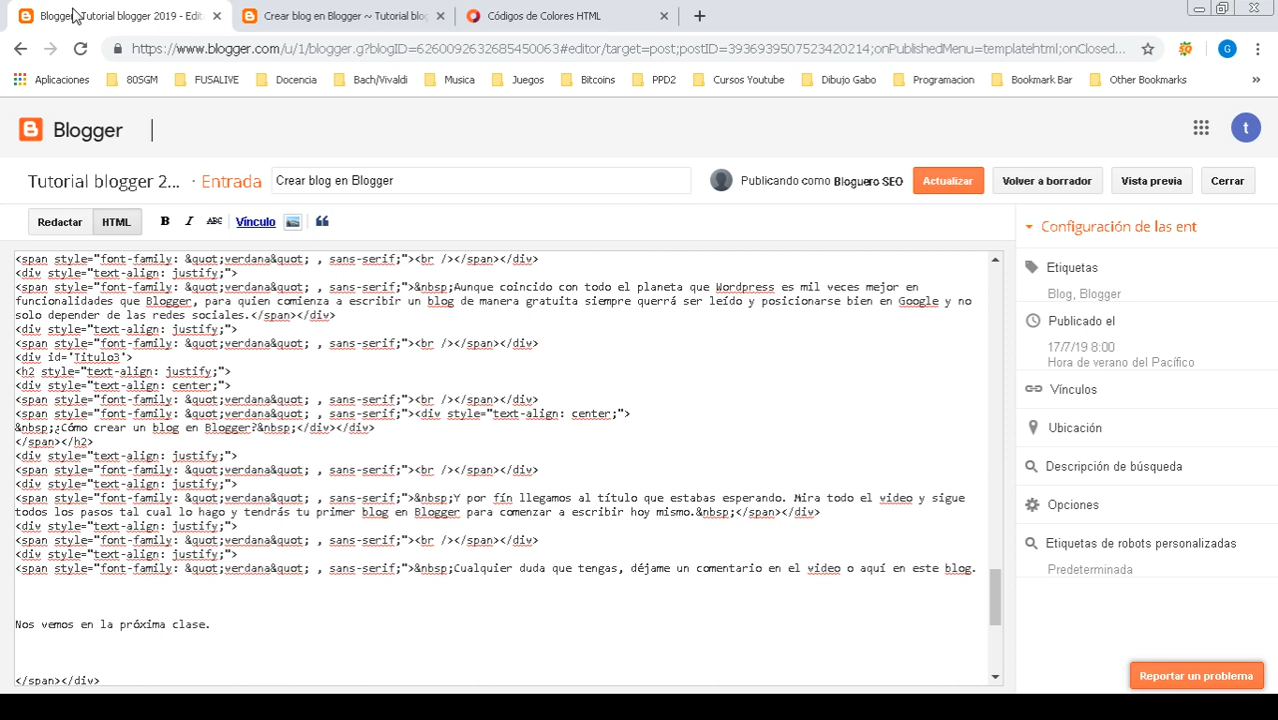 Blogger: Tutorial blogger 2019 - Edit
Crear blog en Blogger ~ Tutorial blog
Códigos de Colores HTML
https://www.blogger.com/u/1/blogger.g?blogID=6260092632685450063#editor/target=post;postID=3936939507523420214;onPublishedMenu=templatehtml;onClosed...
G
Aplicaciones
80SGM
FUSALIVE
Docencia
Bach/Vivaldi
Musica
Juegos
Bitcoins
PPD2
Cursos Youtube
Dibujo Gabo
Programacion
Bookmark Bar
Other Bookmarks
»
Blogger
t
Tutorial blogger 2... · Entrada
Crear blog en Blogger
Publicando como Bloguero SEO
Actualizar
Volver a borrador
Vista previa
Cerrar
Redactar
HTML
B
I
ABC
Vínculo
<span style="font-family: &quot;verdana&quot; , sans-serif;"><br /></span></div>
<div style="text-align: justify;">
<span style="font-family: &quot;verdana&quot; , sans-serif;">&nbsp;Aunque coincido con todo el planeta que Wordpress es mil veces mejor en
funcionalidades que Blogger, para quien comienza a escribir un blog de manera gratuita siempre querrá ser leído y posicionarse bien en Google y no
solo depender de las redes sociales.</span></div>
<div style="text-align: justify;">
<span style="font-family: &quot;verdana&quot; , sans-serif;"><br /></span></div>
<div id='Titulo3'>
<h2 style="text-align: justify;">
<div style="text-align: center;">
<span style="font-family: &quot;verdana&quot; , sans-serif;"><br /></span></div>
<span style="font-family: &quot;verdana&quot; , sans-serif;"><div style="text-align: center;">
&nbsp;¿Cómo crear un blog en Blogger?&nbsp;</div></div>
</span></h2>
<div style="text-align: justify;">
<span style="font-family: &quot;verdana&quot; , sans-serif;"><br /></span></div>
<div style="text-align: justify;">
<span style="font-family: &quot;verdana&quot; , sans-serif;">&nbsp;Y por fín llegamos al título que estabas esperando. Mira todo el video y sigue
todos los pasos tal cual lo hago y tendrás tu primer blog en Blogger para comenzar a escribir hoy mismo.&nbsp;</span></div>
<div style="text-align: justify;">
<span style="font-family: &quot;verdana&quot; , sans-serif;"><br /></span></div>
<div style="text-align: justify;">
<span style="font-family: &quot;verdana&quot; , sans-serif;">&nbsp;Cualquier duda que tengas, déjame un comentario en el video o aquí en este blog.
Nos vemos en la próxima clase.
</span></div>
Configuración de las ent
Etiquetas
Blog, Blogger
Publicado el
17/7/19 8:00
Hora de verano del Pacífico
Vínculos
Ubicación
Descripción de búsqueda
Opciones
Etiquetas de robots personalizadas
Predeterminada
Reportar un problema